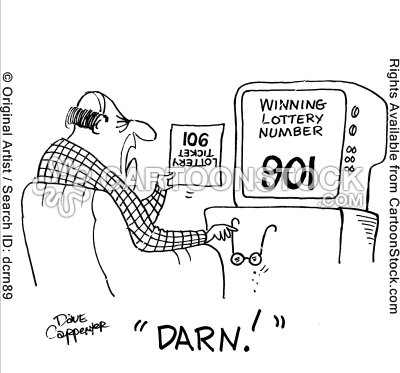 © Original Artist / Search ID: dcrn89
Rights Available from CartoonStock.com
LOTTERY
TICKET
106
WINNING
LOTTERY
NUMBER
106
CARTOONSTOCK
.COM
DAVE
CARPENTER
"DARN!"